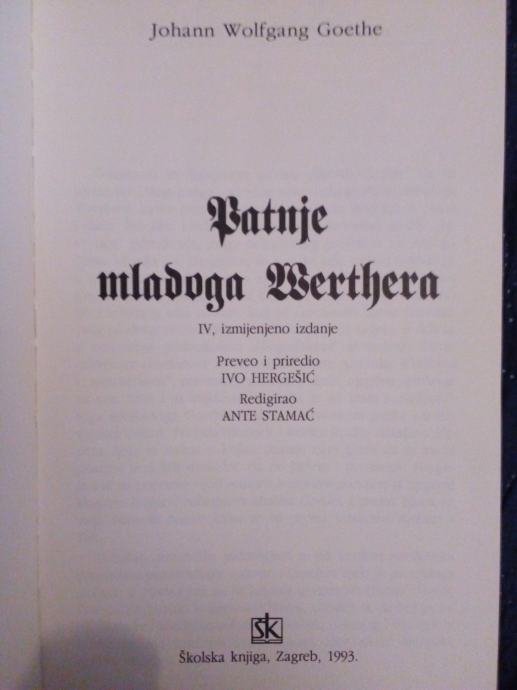 Johann Wolfgang Goethe
Patnje
mladoga Werthera
IV, izmijenjeno izdanje
Preveo i priredio
IVO HERGEŠIĆ
Redigirao
ANTE STAMAĆ
ŠK
Školska knjiga, Zagreb, 1993.